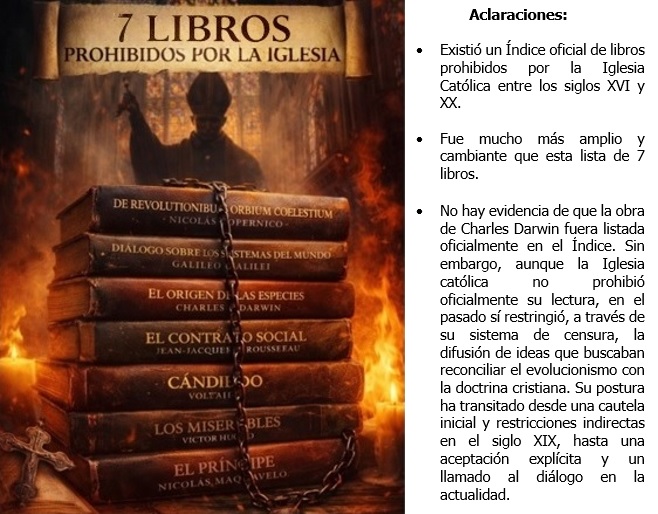 7 LIBROS
PROHIBIDOS POR LA IGLESIA
DE REVOLUTIONIBU ORBIUM COELESTIUM
- NICOLÁS OPERNICO -
DIÁLOGO SOBRE LOS SISTEMAS DEL MUNDO
GALILEO GALILEI
EL ORIGEN DE LAS ESPECIES
CHARLES DARWIN
EL CONTRATO SOCIAL
JEAN-JACQUES ROUSSEAU
CÁNDIDO
VOLTAI
LOS MISERABLES
VICTOR HUGO
EL PRÍNCIPE
NICOLÁS MAQUIAVELO
Aclaraciones:
• Existió un Índice oficial de libros
prohibidos por la Iglesia
Católica entre los siglos XVI y
XX.
• Fue mucho más amplio y
cambiante que esta lista de 7
libros.
• No hay evidencia de que la obra
de Charles Darwin fuera listada
oficialmente en el Índice. Sin
embargo, aunque la Iglesia
católica no prohibió
oficialmente su lectura, en el
pasado sí restringió, a través de
su sistema de censura, la
difusión de ideas que buscaban
reconciliar el evolucionismo con
la doctrina cristiana. Su postura
ha transitado desde una cautela
inicial y restricciones indirectas
en el siglo XIX, hasta una
aceptación explícita y un
llamado al diálogo en la
actualidad.